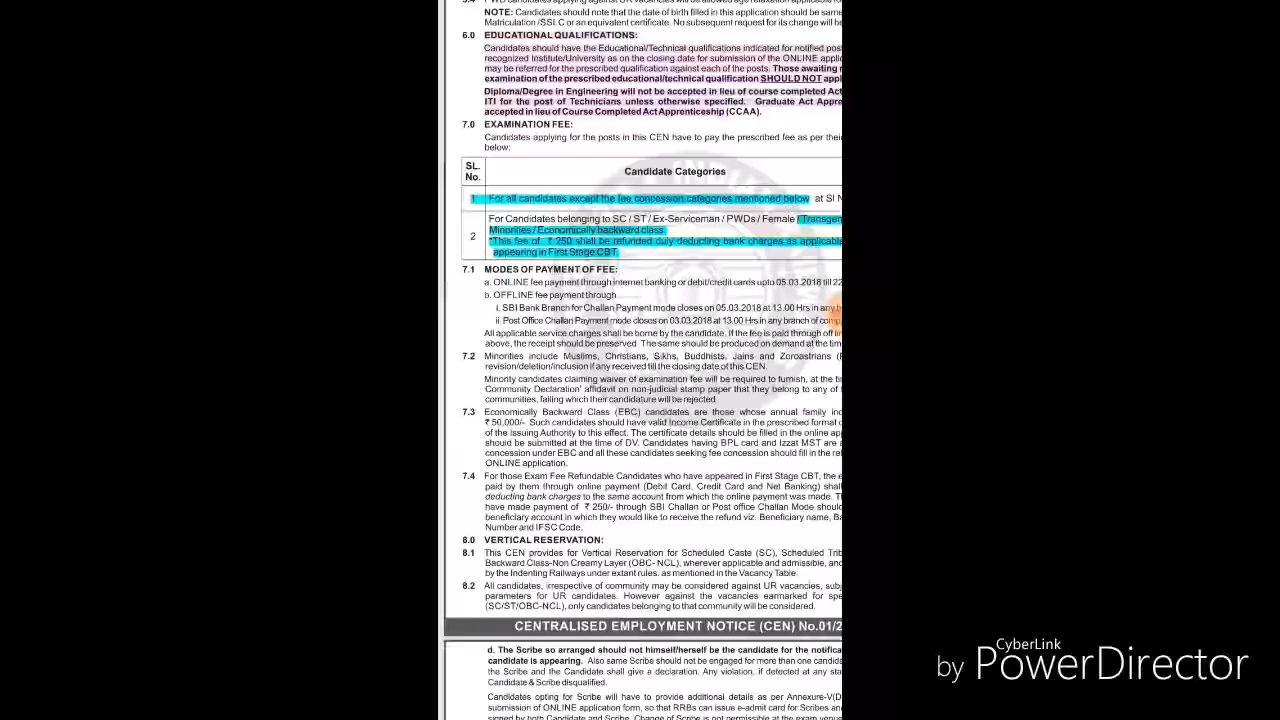 NOTE: Candidates should note that the date of birth filled in this application should be same
Matriculation /SSLC or an equivalent certificate. No subsequent request for its change will be
6.0 EDUCATIONAL QUALIFICATIONS:
Candidates should have the Educational/Technical qualifications indicated for notified post
recognized Institute/University as on the closing date for submission of the ONLINE applic
may be referred for the prescribed qualification against each of the posts. Those awaiting
examination of the prescribed educational/technical qualification SHOULD NOT appl
Diploma/Degree in Engineering will not be accepted in lieu of course completed Act
ITI for the post of Technicians unless otherwise specified. Graduate Act Appre
accepted in lieu of Course Completed Act Apprenticeship (CCAA).
7.0 EXAMINATION FEE:
Candidates applying for the posts in this CEN have to pay the prescribed fee as per their
below:
SL. No. Candidate Categories
1 For all candidates except the fee concession categories mentioned below at Sl N
2 For Candidates belonging to SC / ST / Ex-Serviceman / PWDs / Female / Transgen
Minorities / Economically backward class.
*This fee of ₹ 250 shall be refunded duly deducting bank charges as applicable
appearing in First Stage CBT.
7.1 MODES OF PAYMENT OF FEE:
a. ONLINE fee payment through internet banking or debit/credit cards upto 05.03.2018 till 22
b. OFFLINE fee payment through
i. SBI Bank Branch for Challan Payment mode closes on 05.03.2018 at 13.00 Hrs in any b
ii. Post Office Challan Payment mode closes on 03.03.2018 at 13.00 Hrs in any branch of comp
All applicable service charges shall be borne by the candidate. If the fee is paid through off lin
above, the receipt should be preserved. The same should be produced on demand at the tim
7.2 Minorities include Muslims, Christians, Sikhs, Buddhists, Jains and Zoroastrians (
revision/deletion/inclusion if any received till the closing date of this CEN.
Minority candidates claiming waiver of examination fee will be required to furnish, at the tim
Community Declaration' affidavit on non-judicial stamp paper that they belong to any of
communities, failing which their candidature will be rejected.
7.3 Economically Backward Class (EBC) candidates are those whose annual family inc
₹ 50,000/- Such candidates should have valid Income Certificate in the prescribed format o
of the issuing Authority to this effect. The certificate details should be filled in the online app
should be submitted at the time of DV. Candidates having BPL card and Izzat MST are a
concession under EBC and all these candidates seeking fee concession should fill in the rel
ONLINE application.
7.4 For those Exam Fee Refundable Candidates who have appeared in First Stage CBT, the e
paid by them through online payment (Debit Card, Credit Card and Net Banking) shal
deducting bank charges to the same account from which the online payment was made. T
have made payment of ₹ 250/- through SBI Challan or Post office Challan Mode shoul
beneficiary account in which they would like to receive the refund viz. Beneficiary name, Ba
Number and IFSC Code.
8.0 VERTICAL RESERVATION:
8.1 This CEN provides for Vertical Reservation for Scheduled Caste (SC), Scheduled Trib
Backward Class-Non Creamy Layer (OBC- NCL), wherever applicable and admissible, and
by the Indenting Railways under extant rules. as mentioned in the Vacancy Table.
8.2 All candidates, irrespective of community may be considered against UR vacancies, subj
parameters for UR candidates. However against the vacancies earmarked for spe
(SC/ST/OBC-NCL), only candidates belonging to that community will be considered.
CENTRALISED EMPLOYMENT NOTICE (CEN) No.01/2
d. The Scribe so arranged should not himself/herself be the candidate for the notifica
candidate is appearing. Also same Scribe should not be engaged for more than one candida
the Scribe and the Candidate shall give a declaration. Any violation, if detected at any sta
Candidate & Scribe disqualified.
Candidates opting for Scribe will have to provide additional details as per Annexure-V(D
submission of ONLINE application form, so that RRBs can issue e-admit card for Scribes an
signed by both Candidate and Scribe. Change of Scribe is not permissible at the exam venue
by CyberLink PowerDirector